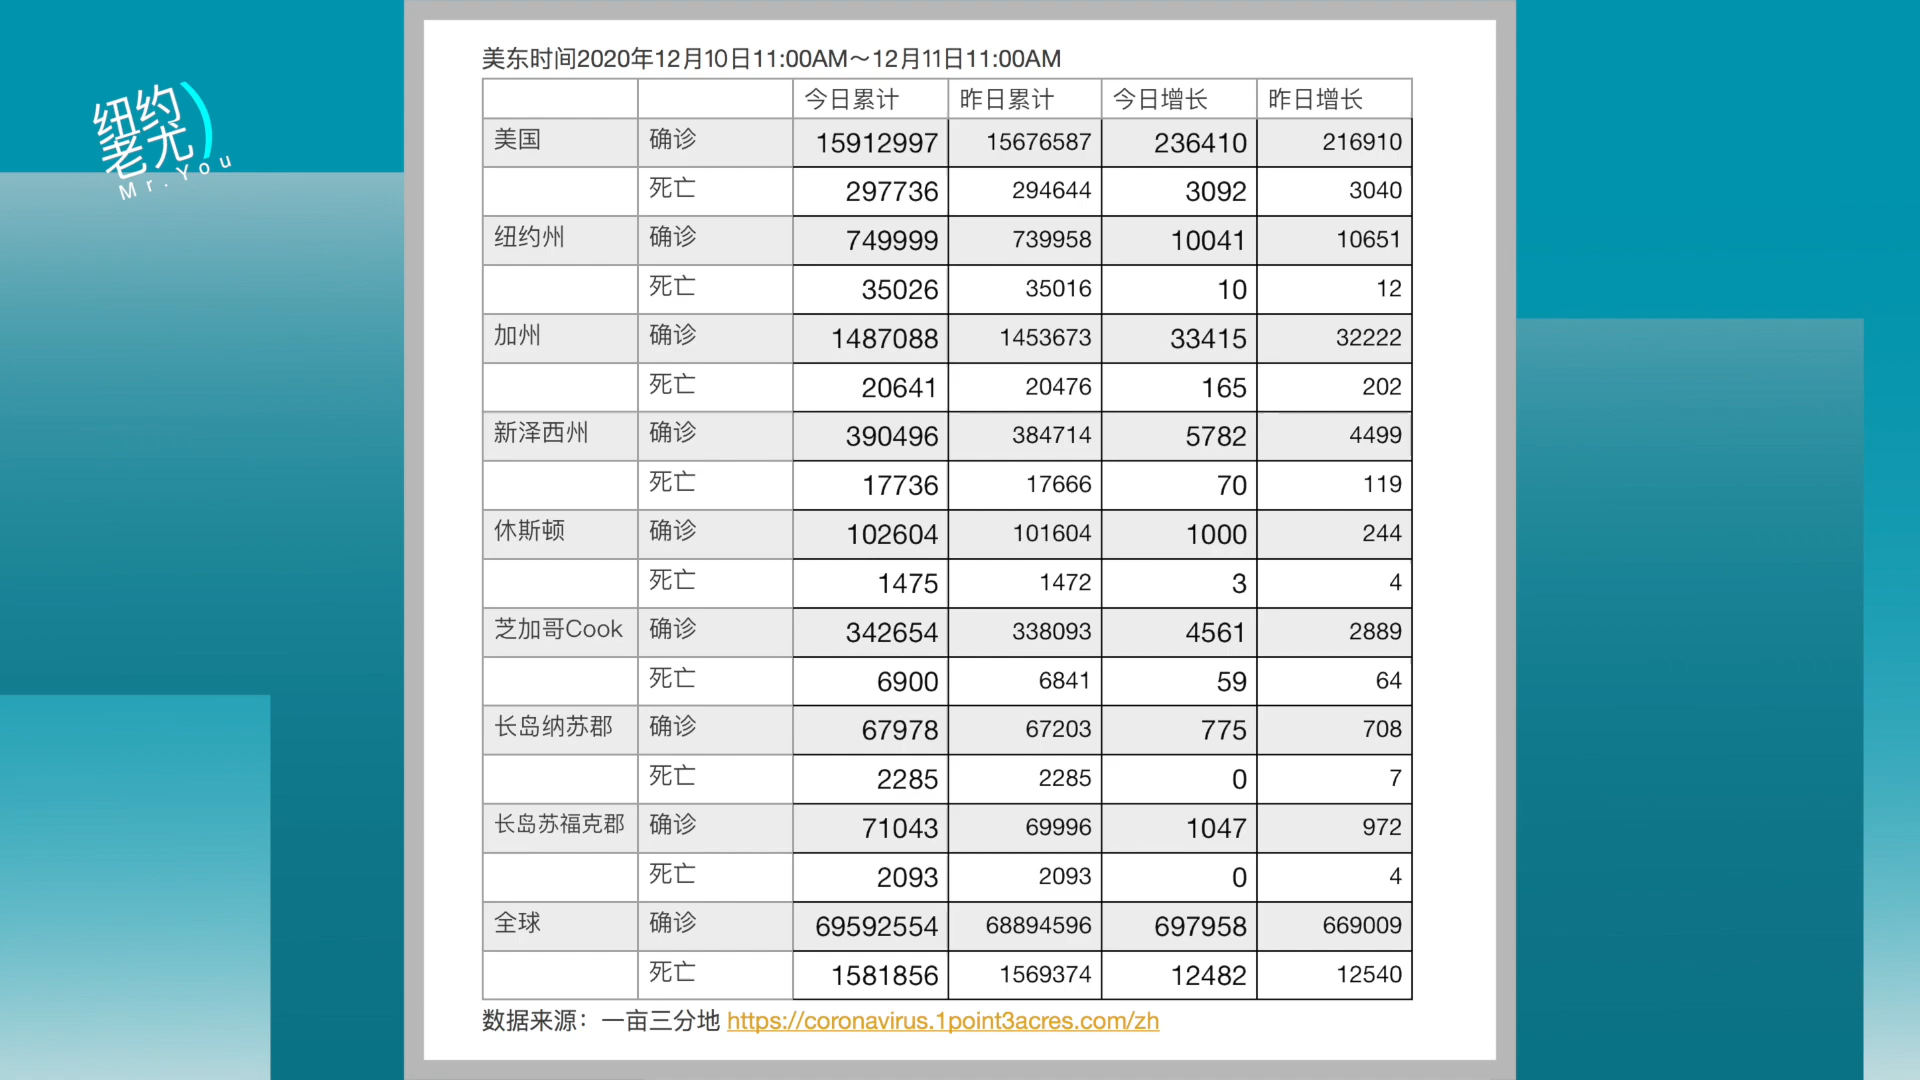 纽约
老尤
Mr.You
美东时间2020年12月10日11:00AM～12月11日11:00AM
今日累计 昨日累计 今日增长 昨日增长
美国 确诊 15912997 15676587 236410 216910
死亡 297736 294644 3092 3040
纽约州 确诊 749999 739958 10041 10651
死亡 35026 35016 10 12
加州 确诊 1487088 1453673 33415 32222
死亡 20641 20476 165 202
新泽西州 确诊 390496 384714 5782 4499
死亡 17736 17666 70 119
休斯顿 确诊 102604 101604 1000 244
死亡 1475 1472 3 4
芝加哥Cook 确诊 342654 338093 4561 2889
死亡 6900 6841 59 64
长岛纳苏郡 确诊 67978 67203 775 708
死亡 2285 2285 0 7
长岛苏福克郡 确诊 71043 69996 1047 972
死亡 2093 2093 0 4
全球 确诊 69592554 68894596 697958 669009
死亡 1581856 1569374 12482 12540
数据来源：一亩三分地 https://coronavirus.1point3acres.com/zh